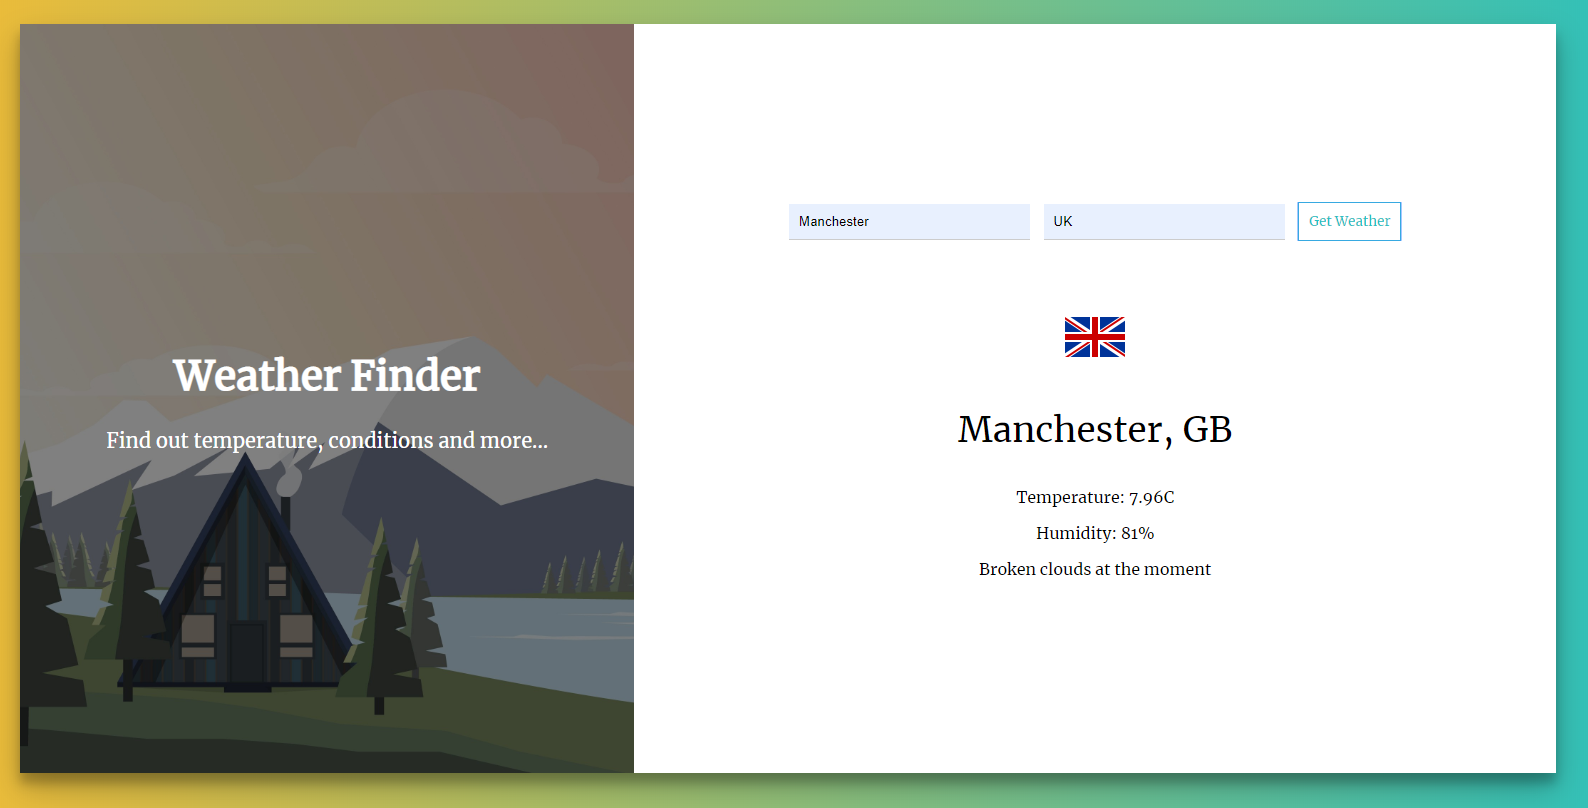 Weather Finder
Find out temperature, conditions and more...
Manchester
UK
Get Weather
Manchester, GB
Temperature: 7.96C
Humidity: 81%
Broken clouds at the moment